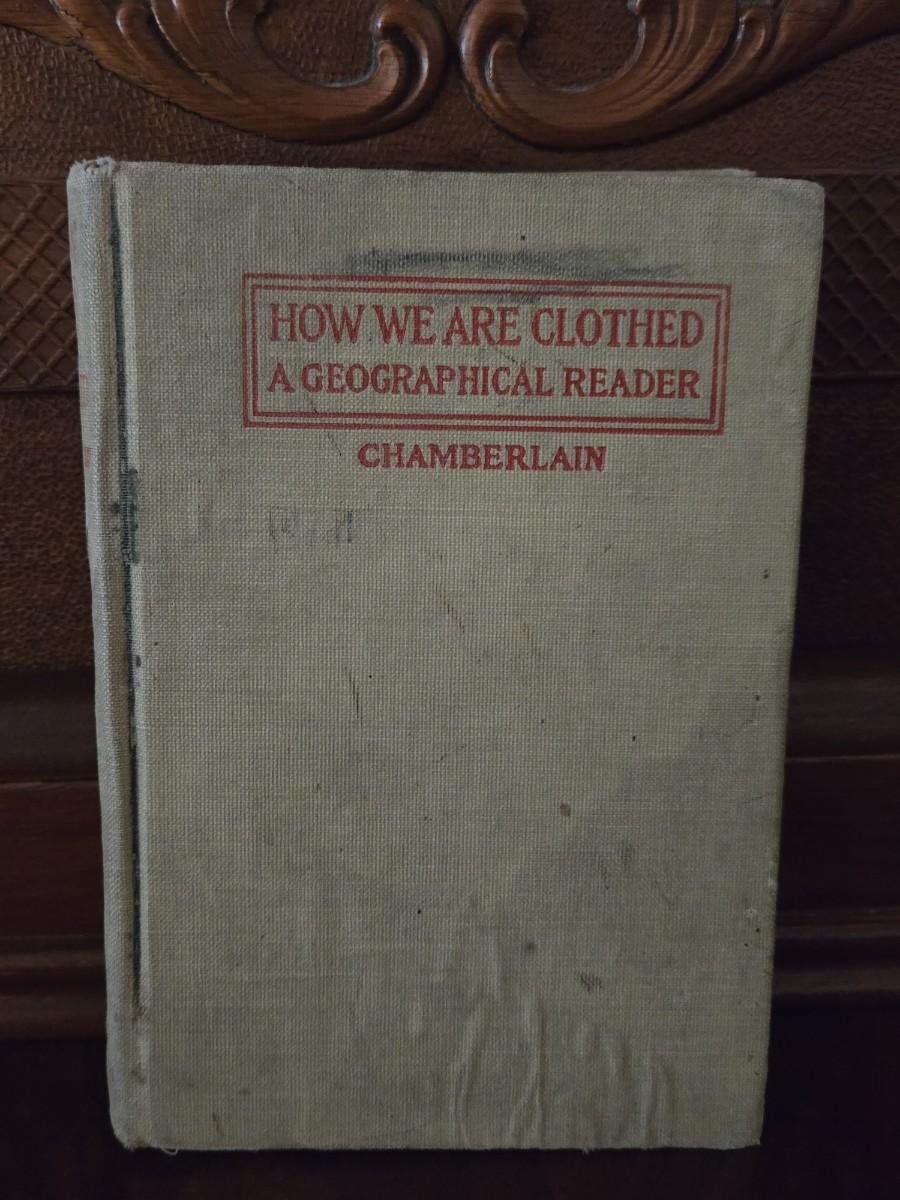 HOW WE ARE CLOTHED
A GEOGRAPHICAL READER
CHAMBERLAIN